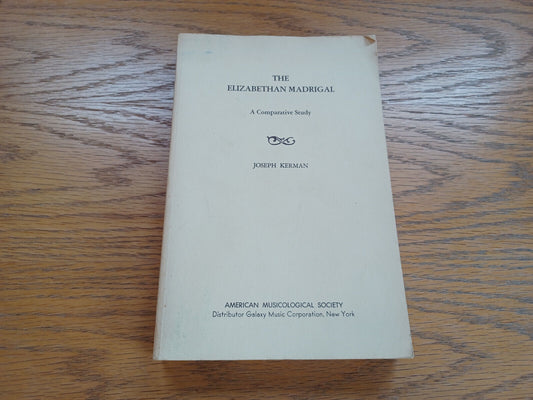 THE
ELIZABETHAN MADRIGAL
A Comparative Study
JOSEPH KERMAN
AMERICAN MUSICOLOGICAL SOCIETY
Distributor Galaxy Music Corporation, New York